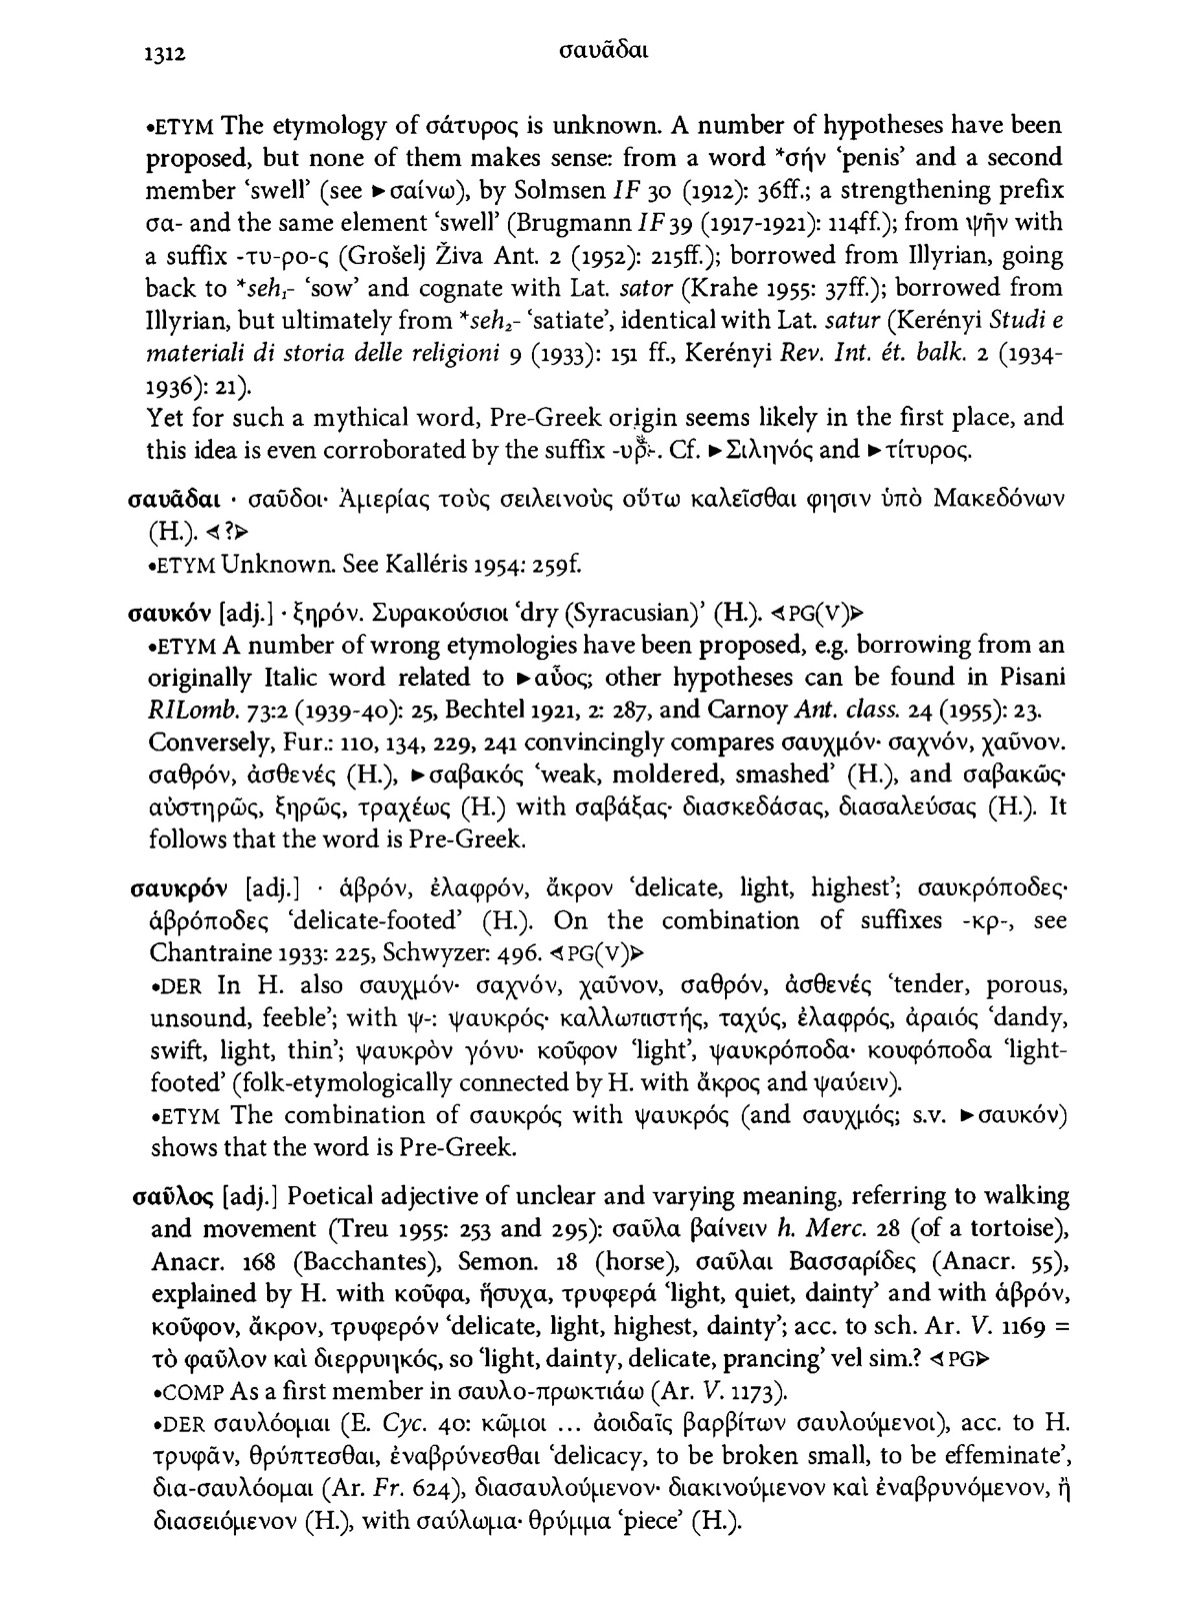 1312
σαυᾶδαι
•ETYM The etymology of σάτυρος is unknown. A number of hypotheses have been
proposed, but none of them makes sense: from a word *σήν ‘penis’ and a second
member ‘swell’ (see ►σαίνω), by Solmsen IF 30 (1912): 36ff.; a strengthening prefix
σα- and the same element ‘swell’ (Brugmann IF 39 (1917-1921): 114ff.); from ψῆν with
a suffix -τυ-ρο-ς (Grošelj Živa Ant. 2 (1952): 215ff.); borrowed from Illyrian, going
back to *seh₁- ‘sow’ and cognate with Lat. sator (Krahe 1955: 37ff.); borrowed from
Illyrian, but ultimately from *seh₂- ‘satiate’, identical with Lat. satur (Kerényi Studi e
materiali di storia delle religioni 9 (1933): 151 ff., Kerényi Rev. Int. ét. balk. 2 (1934-
1936): 21).
Yet for such a mythical word, Pre-Greek origin seems likely in the first place, and
this idea is even corroborated by the suffix -υρ-. Cf. ►Σιληνός and ►τίτυρος.
σαυᾶδαι · σαῦδοι· Ἀμερίας τοὺς σειλεινοὺς οὕτω καλεῖσθαι φησιν ὑπὸ Μακεδόνων
(H.). ⊲?⊳
•ETYM Unknown. See Kalléris 1954: 259f.
σαυκόν [adj.] · ξηρόν. Συρακούσιοι ‘dry (Syracusian)’ (H.). ⊲PG(V)⊳
•ETYM A number of wrong etymologies have been proposed, e.g. borrowing from an
originally Italic word related to ►αὖος; other hypotheses can be found in Pisani
RILomb. 73:2 (1939-40): 25, Bechtel 1921, 2: 287, and Carnoy Ant. class. 24 (1955): 23.
Conversely, Fur.: 110, 134, 229, 241 convincingly compares σαυχμόν· σαχνόν, χαῦνον.
σαθρόν, ἀσθενές (H.), ►σαβακός ‘weak, moldered, smashed’ (H.), and σαβακῶς·
αὐστηρῶς, ξηρῶς, τραχέως (H.) with σαβάξας· διασκεδάσας, διασαλεύσας (H.). It
follows that the word is Pre-Greek.
σαυκρόν [adj.] · ἁβρόν, ἐλαφρόν, ἄκρον ‘delicate, light, highest’; σαυκρόποδες·
ἁβρόποδες ‘delicate-footed’ (H.). On the combination of suffixes -κρ-, see
Chantraine 1933: 225, Schwyzer: 496. ⊲PG(V)⊳
•DER In H. also σαυχμόν· σαχνόν, χαῦνον, σαθρόν, ἀσθενές ‘tender, porous,
unsound, feeble’; with ψ-: ψαυκρός· καλλωπιστής, ταχύς, ἐλαφρός, ἀραιός ‘dandy,
swift, light, thin’; ψαυκρὸν γόνυ· κοῦφον ‘light’, ψαυκρόποδα· κουφόποδα ‘light-
footed’ (folk-etymologically connected by H. with ἄκρος and ψαύειν).
•ETYM The combination of σαυκρός with ψαυκρός (and σαυχμός; s.v. ►σαυκόν)
shows that the word is Pre-Greek.
σαῦλος [adj.] Poetical adjective of unclear and varying meaning, referring to walking
and movement (Treu 1955: 253 and 295): σαῦλα βαίνειν h. Merc. 28 (of a tortoise),
Anacr. 168 (Bacchantes), Semon. 18 (horse), σαῦλαι Βασσαρίδες (Anacr. 55),
explained by H. with κοῦφα, ἥσυχα, τρυφερά ‘light, quiet, dainty’ and with ἁβρόν,
κοῦφον, ἄκρον, τρυφερόν ‘delicate, light, highest, dainty’; acc. to sch. Ar. V. 1169 =
τὸ φαῦλον καὶ διερρυηκός, so ‘light, dainty, delicate, prancing’ vel sim.? ⊲PG⊳
•COMP As a first member in σαυλο-πρωκτιάω (Ar. V. 1173).
•DER σαυλόομαι (E. Cyc. 40: κῶμοι ... ἀοιδαῖς βαρβίτων σαυλούμενοι), acc. to H.
τρυφᾶν, θρύπτεσθαι, ἐναβρύνεσθαι ‘delicacy, to be broken small, to be effeminate’,
δια-σαυλόομαι (Ar. Fr. 624), διασαυλούμενον· διακινούμενον καὶ ἐναβρυνόμενον, ἢ
διασειόμενον (H.), with σαύλωμα· θρύμμα ‘piece’ (H.).